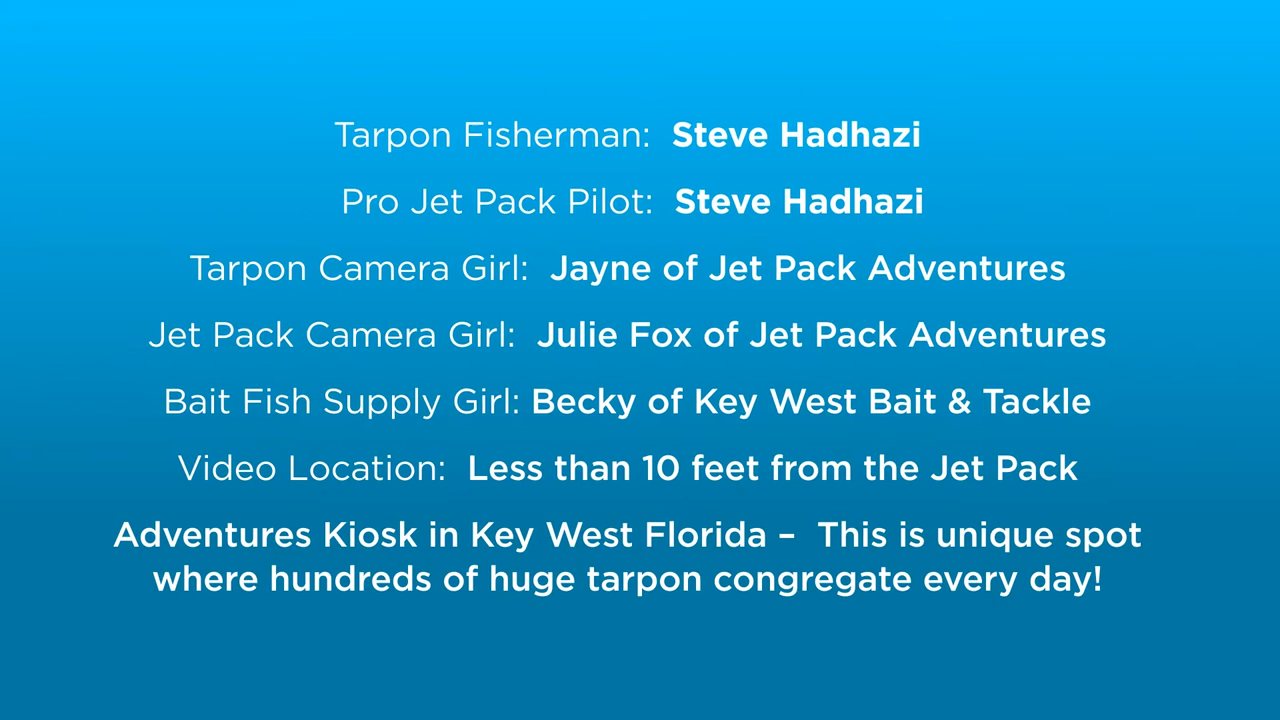 Tarpon Fisherman: Steve Hadhazi
Pro Jet Pack Pilot: Steve Hadhazi
Tarpon Camera Girl: Jayne of Jet Pack Adventures
Jet Pack Camera Girl: Julie Fox of Jet Pack Adventures
Bait Fish Supply Girl: Becky of Key West Bait & Tackle
Video Location: Less than 10 feet from the Jet Pack
Adventures Kiosk in Key West Florida – This is unique spot
where hundreds of huge tarpon congregate every day!